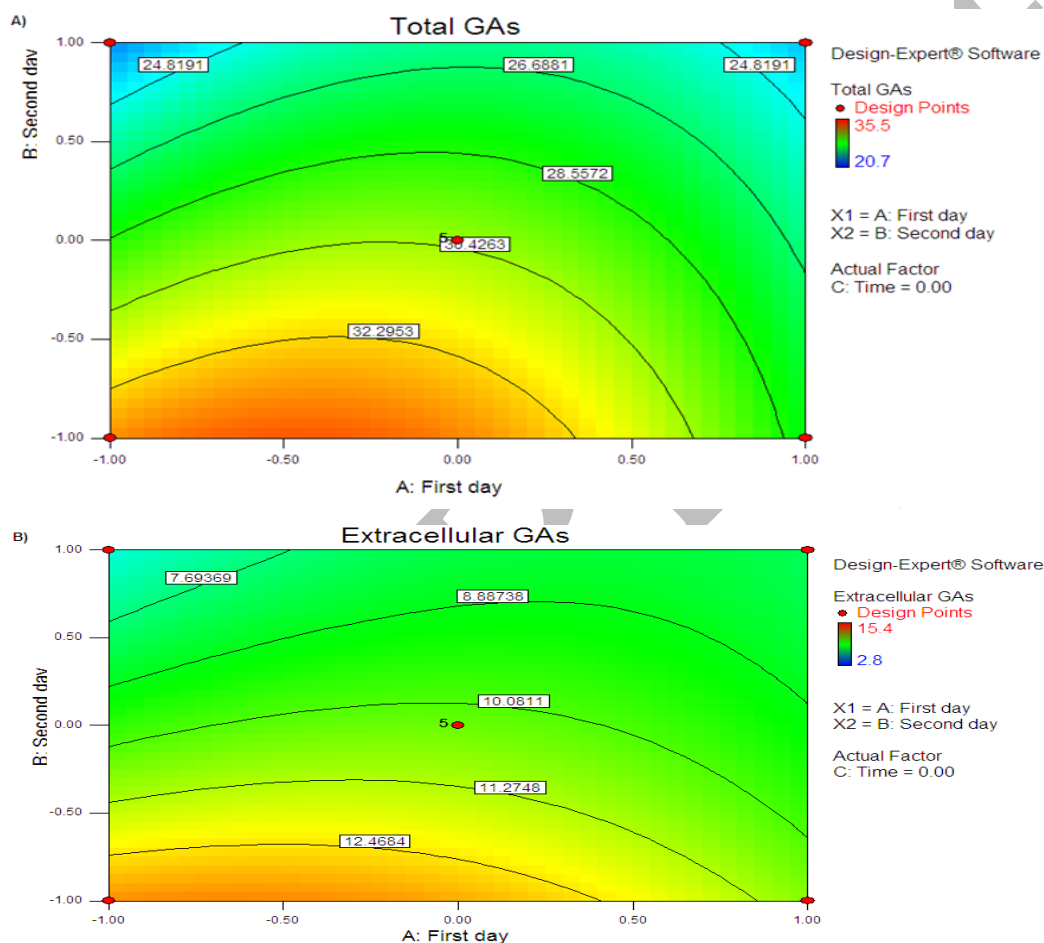 A)
Total GAs
1.00
0.50
0.00
-0.50
-1.00
B: Second day
24.8191
26.6881
24.8191
28.5572
5
30.4263
32.2953
-1.00
-0.50
0.00
0.50
1.00
A: First day
Design-Expert® Software
Total GAs
Design Points
35.5
20.7
X1 = A: First day
X2 = B: Second day
Actual Factor
C: Time = 0.00
B)
Extracellular GAs
1.00
0.50
0.00
-0.50
-1.00
B: Second day
7.69369
8.88738
10.0811
5
11.2748
12.4684
-1.00
-0.50
0.00
0.50
1.00
A: First day
Design-Expert® Software
Extracellular GAs
Design Points
15.4
2.8
X1 = A: First day
X2 = B: Second day
Actual Factor
C: Time = 0.00